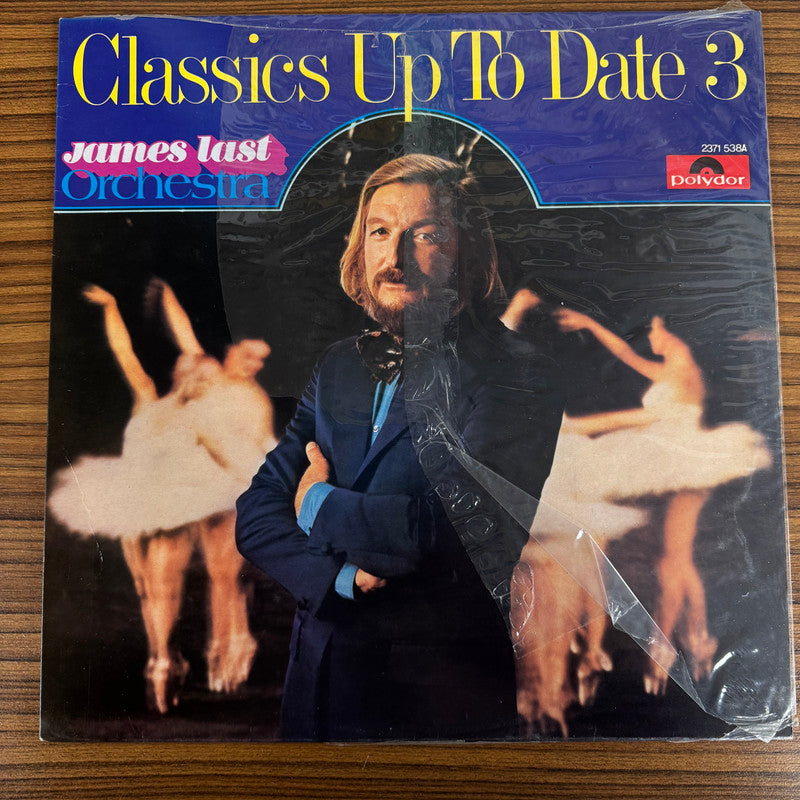 Classics Up To Date 3
james last
Orchestra
2371 538A
polydor